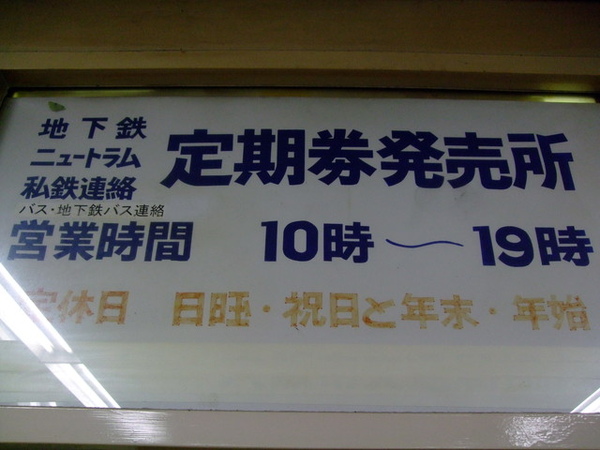 地下鉄
ニュートラム
私鉄連絡
バス・地下鉄バス連絡
定期券発売所
営業時間 10時〜19時
定休日 日曜・祝日と年末・年始